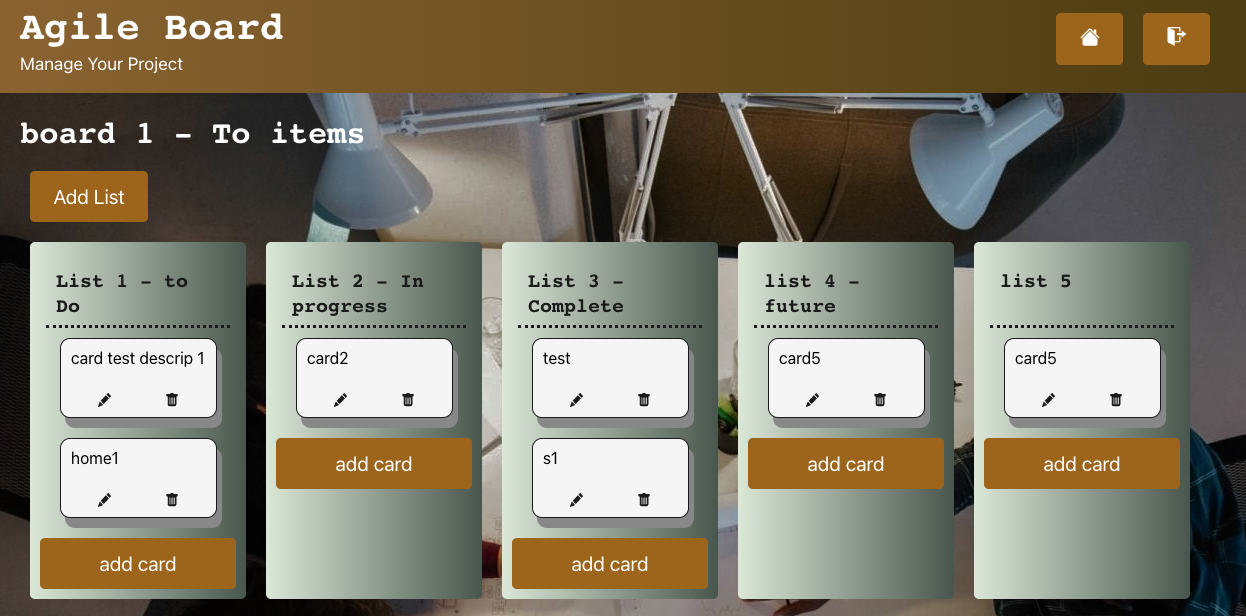 Agile Board
Manage Your Project
board 1 - To items
Add List
List 1 - to
Do
card test descrip 1
home1
add card
List 2 - In
progress
card2
add card
List 3 -
Complete
test
s1
add card
list 4 -
future
card5
add card
list 5
card5
add card